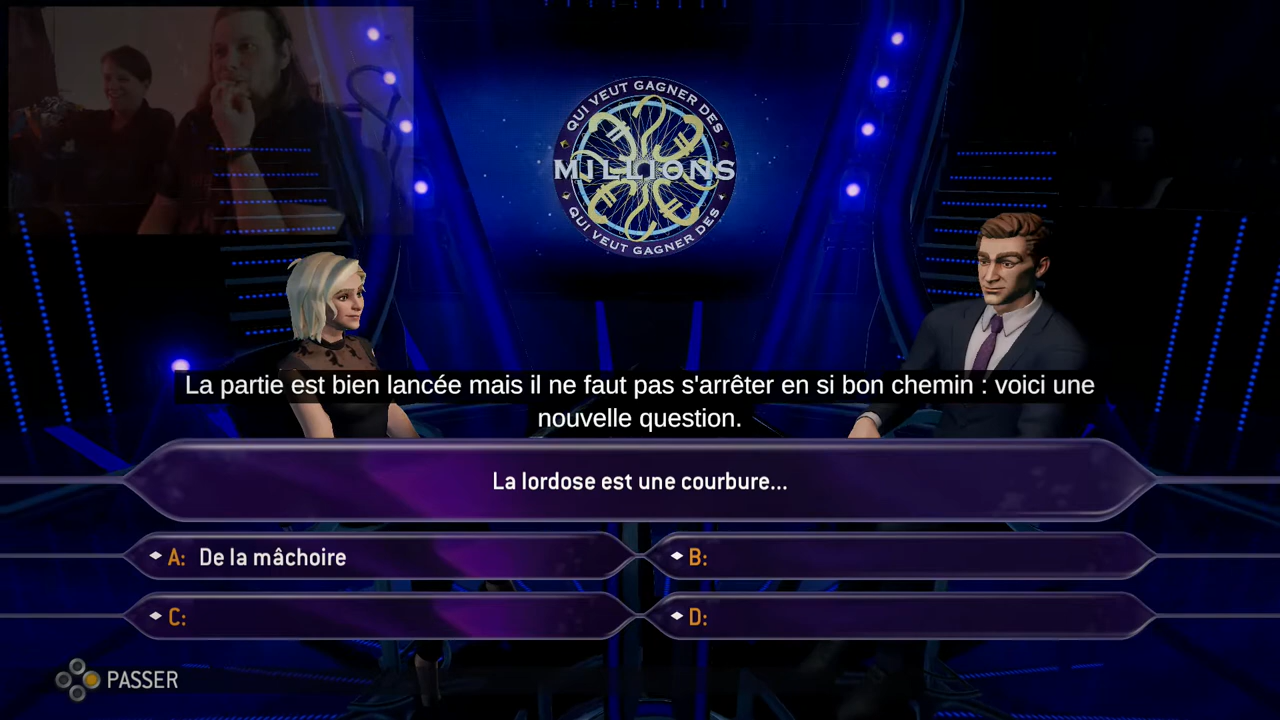 QUI VEUT GAGNER DES
MILLIONS
QUI VEUT GAGNER DES
La partie est bien lancée mais il ne faut pas s'arrêter en si bon chemin : voici une
nouvelle question.
La lordose est une courbure...
A: De la mâchoire
B:
C:
D:
PASSER